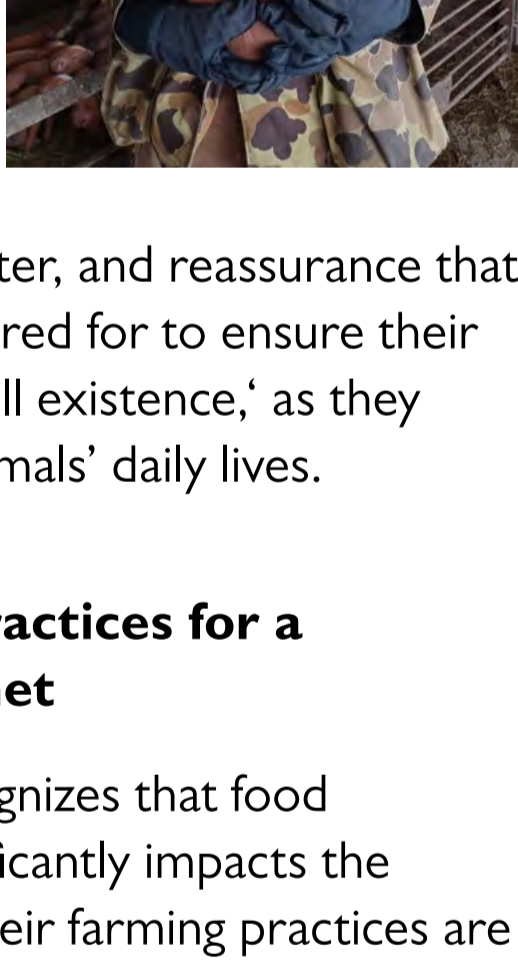 ter, and reassurance that
red for to ensure their
ll existence,‘ as they
mals’ daily lives.
ractices for a
et
gnizes that food
icantly impacts the
eir farming practices are